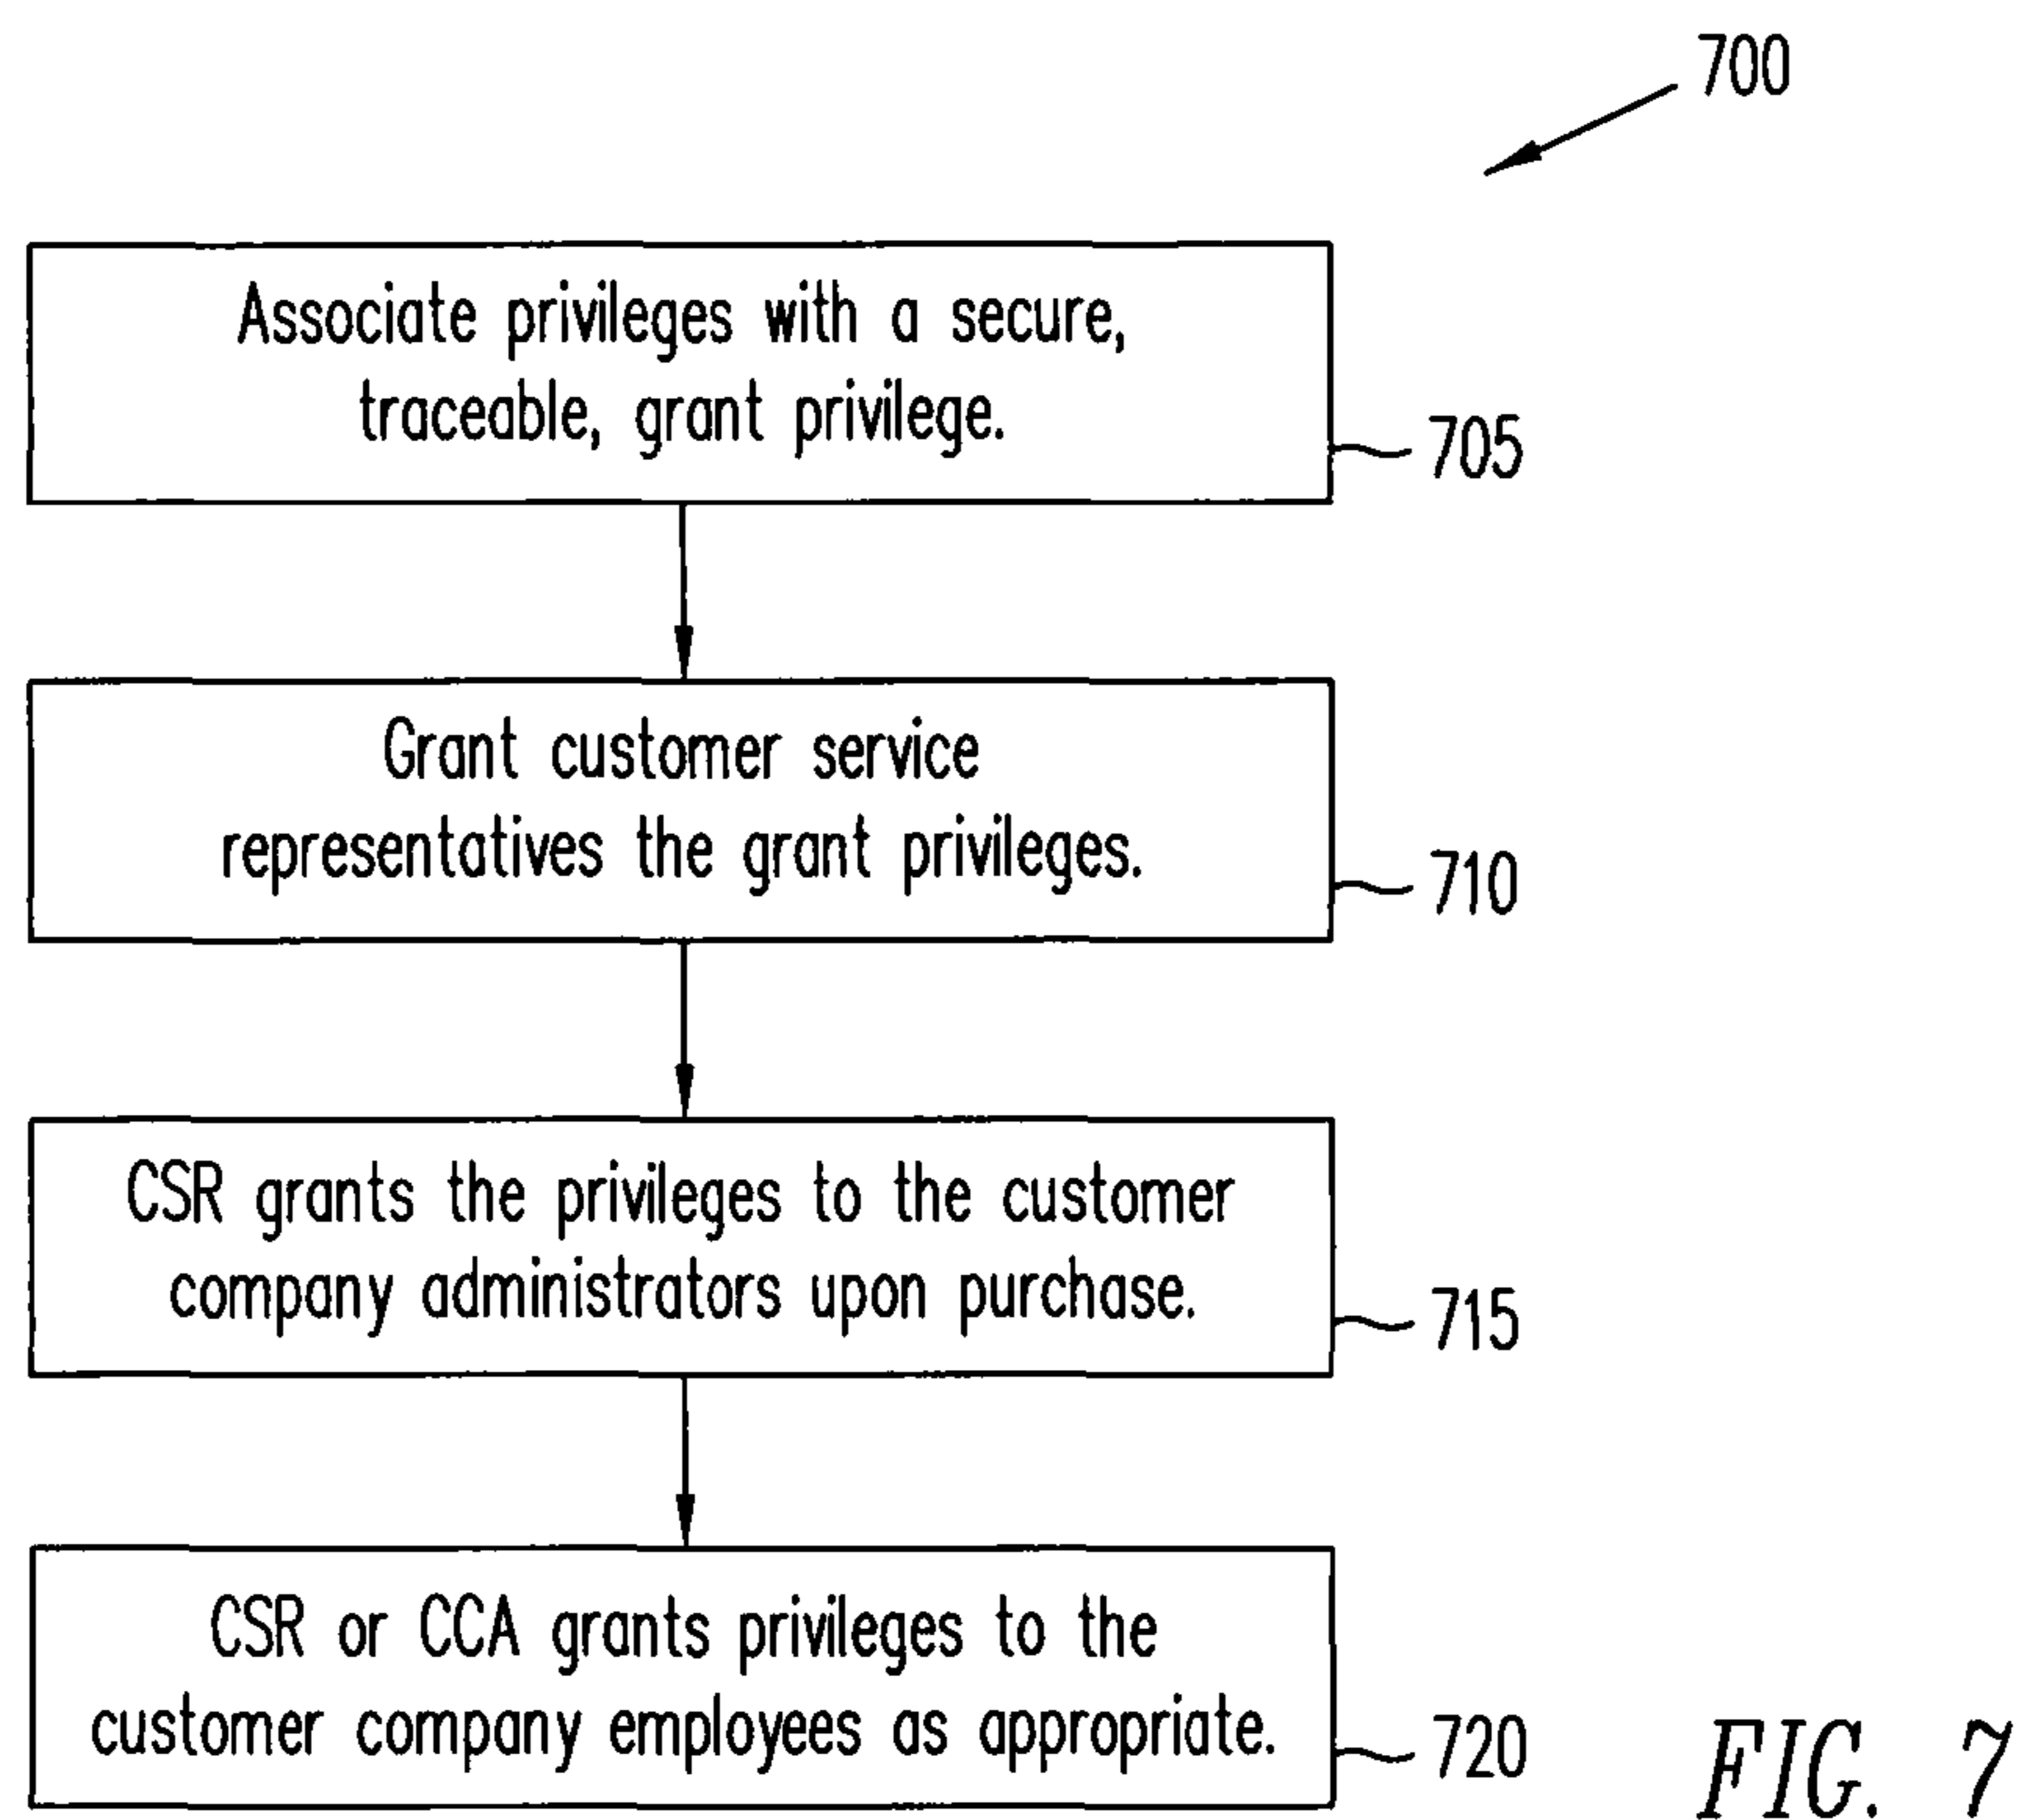 700
Associate privileges with a secure,
traceable, grant privilege.
705
Grant customer service
representatives the grant privileges.
710
CSR grants the privileges to the customer
company administrators upon purchase.
715
CSR or CCA grants privileges to the
customer company employees as appropriate.
720
FIG. 7